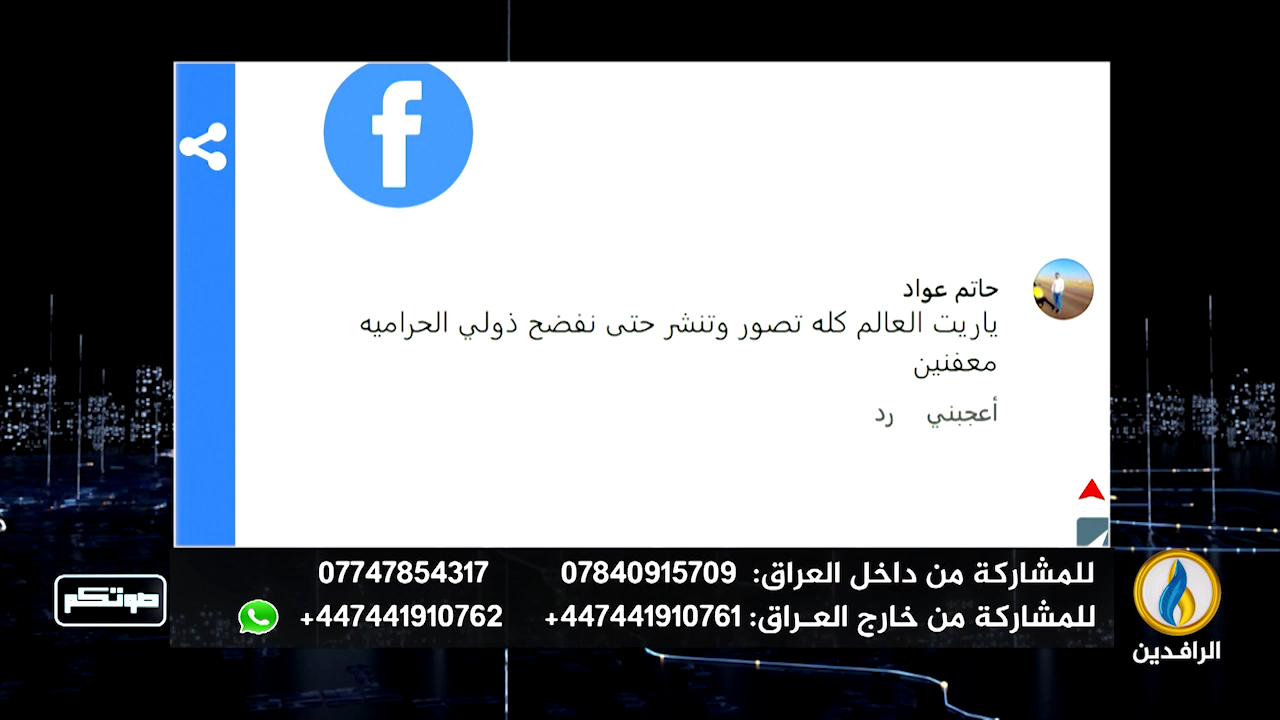 حاتم عواد
ياريت العالم كله تصور وتنشر حتى نفضح ذولي الحراميه
معفنين
أعجبني رد
للمشاركة من داخل العراق: 07840915709 07747854317
للمشاركة من خارج العـراق: 447441910761+ 447441910762+
صوتكم
الرافدين